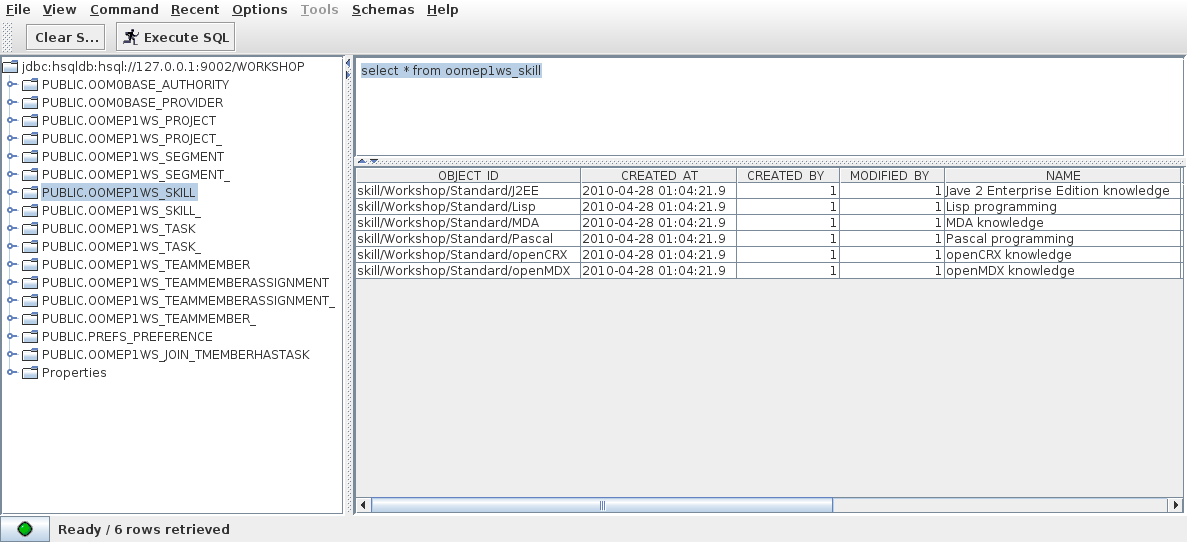 File View Command Recent Options Tools Schemas Help
Clear S... Execute SQL
jdbc:hsqldb:hsql://127.0.0.1:9002/WORKSHOP
PUBLIC.OOM0BASE_AUTHORITY
PUBLIC.OOM0BASE_PROVIDER
PUBLIC.OOMEP1WS_PROJECT
PUBLIC.OOMEP1WS_PROJECT_
PUBLIC.OOMEP1WS_SEGMENT
PUBLIC.OOMEP1WS_SEGMENT_
PUBLIC.OOMEP1WS_SKILL
PUBLIC.OOMEP1WS_SKILL_
PUBLIC.OOMEP1WS_TASK
PUBLIC.OOMEP1WS_TASK_
PUBLIC.OOMEP1WS_TEAMMEMBER
PUBLIC.OOMEP1WS_TEAMMEMBERASSIGNMENT
PUBLIC.OOMEP1WS_TEAMMEMBERASSIGNMENT_
PUBLIC.OOMEP1WS_TEAMMEMBER_
PUBLIC.PREFS_PREFERENCE
PUBLIC.OOMEP1WS_JOIN_TMEMBERHASTASK
Properties
select * from oomep1ws_skill
OBJECT_ID CREATED_AT CREATED_BY MODIFIED_BY NAME
skill/Workshop/Standard/J2EE 2010-04-28 01:04:21.9 1 1 Jave 2 Enterprise Edition knowledge
skill/Workshop/Standard/Lisp 2010-04-28 01:04:21.9 1 1 Lisp programming
skill/Workshop/Standard/MDA 2010-04-28 01:04:21.9 1 1 MDA knowledge
skill/Workshop/Standard/Pascal 2010-04-28 01:04:21.9 1 1 Pascal programming
skill/Workshop/Standard/openCRX 2010-04-28 01:04:21.9 1 1 openCRX knowledge
skill/Workshop/Standard/openMDX 2010-04-28 01:04:21.9 1 1 openMDX knowledge
Ready / 6 rows retrieved